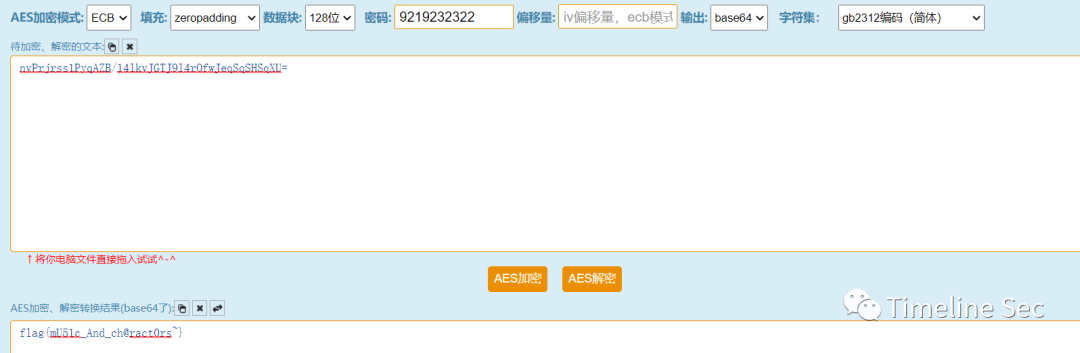 AES加密模式: ECB 填充: zeropadding 数据块: 128位 密码: 9219232322 偏移量: iv偏移量，ecb模式 输出: base64 字符集: gb2312编码（简体）
待加密、解密的文本:
nvPrjrss1PyqAZB/141kvJGTJ9l4rOfwJeqSqSHSqXU=
↑将你电脑文件直接拖入试试^-^
AES加密 AES解密
AES加密、解密转换结果(base64了):
Timeline Sec
flag{mU51c_And_ch@ract0rs~}